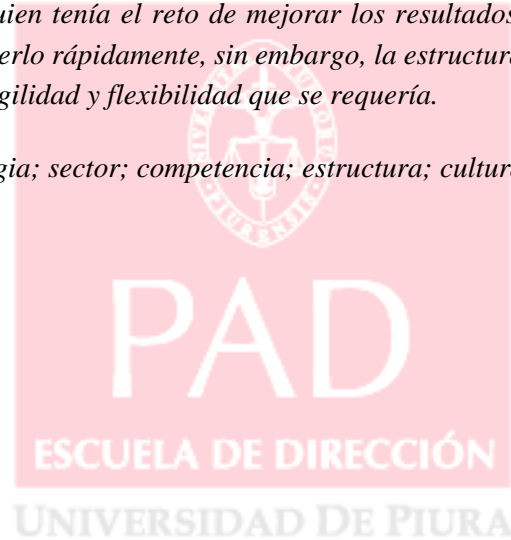 uien tenía el reto de mejorar los resultados
erlo rápidamente, sin embargo, la estructura
gilidad y flexibilidad que se requería.
gia; sector; competencia; estructura; cultura
PAD
ESCUELA DE DIRECCIÓN
UNIVERSIDAD DE PIURA